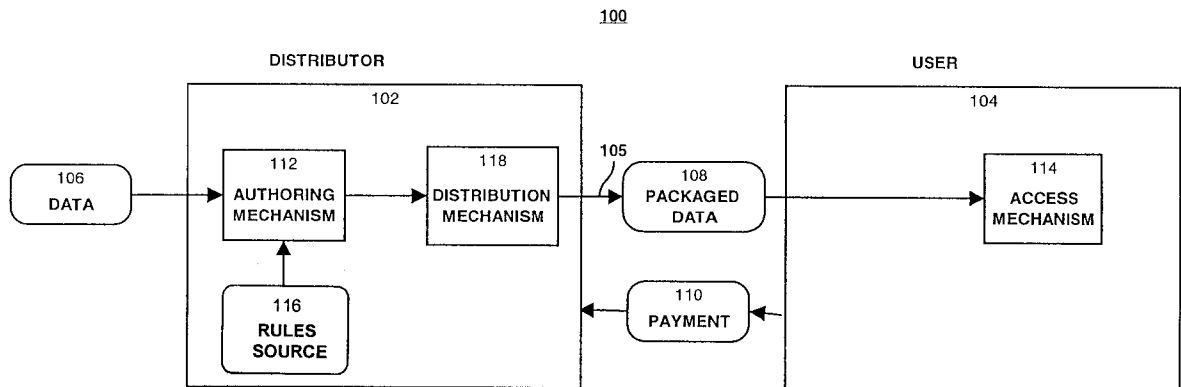 100
DISTRIBUTOR
USER
102
104
106
DATA
112
AUTHORING
MECHANISM
118
DISTRIBUTION
MECHANISM
105
108
PACKAGED
DATA
114
ACCESS
MECHANISM
116
RULES
SOURCE
110
PAYMENT